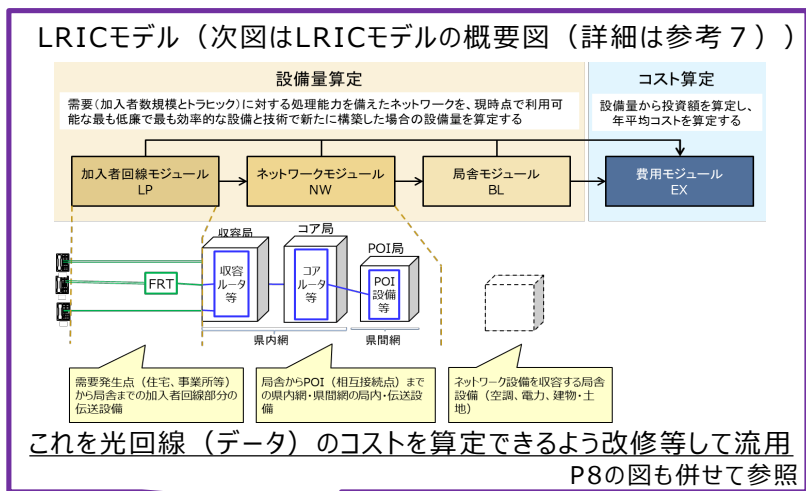 LRICモデル（次図はLRICモデルの概要図（詳細は参考７））
設備量算定
コスト算定
需要（加入者数規模とトラヒック）に対する処理能力を備えたネットワークを、現時点で利用可
能な最も低廉で最も効率的な設備と技術で新たに構築した場合の設備量を算定する
設備量から投資額を算定し、
年平均コストを算定する
加入者回線モジュール
LP
ネットワークモジュール
NW
局舎モジュール
BL
費用モジュール
EX
収容局
コア局
POI局
FRT
収容
ルータ
等
コア
ルータ
等
POI
設備
等
県内網
県間網
需要発生点（住宅、事業所等）
から局舎までの加入者回線部分の
伝送設備
局舎からPOI（相互接続点）まで
の県内網・県間網の局内・伝送設
備
ネットワーク設備を収容する局舎
設備（空調、電力、建物・土
地）
これを光回線（データ）のコストを算定できるよう改修等して流用
P8の図も併せて参照